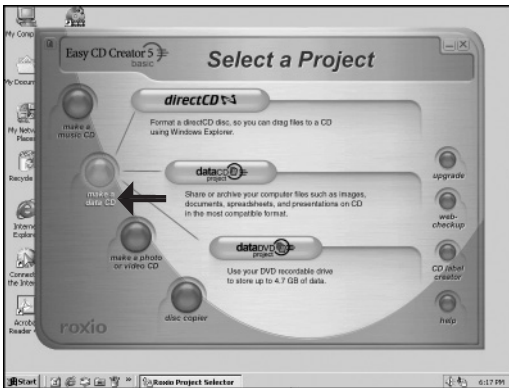 My Comp
My Docum
My Netw
Place
Recycle
Intern
Explor
Connect
the Inter
Acroba
Reader
Easy CD Creator 5
basic
Select a Project
make a
music CD
directCD
Format a directCD disc, so you can drag files to a CD
using Windows Explorer.
make a
data CD
dataCD
project
Share or archive your computer files such as images,
documents, spreadsheets, and presentations on CD
in the most compatible format.
make a photo
or video CD
dataDVD
project
Use your DVD recordable drive
to store up to 4.7 GB of data.
disc copier
upgrade
web-
checkup
CD label
creator
help
roxio
Start
»
Roxio Project Selector
6:17 PM